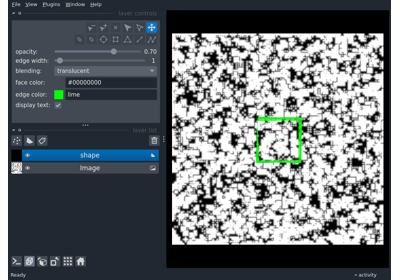 File View Plugins Window Help
layer controls
opacity: 0.70
edge width: 1
blending: translucent
face color: #00000000
edge color: lime
display text:
layer list
shape
Image
Ready
activity